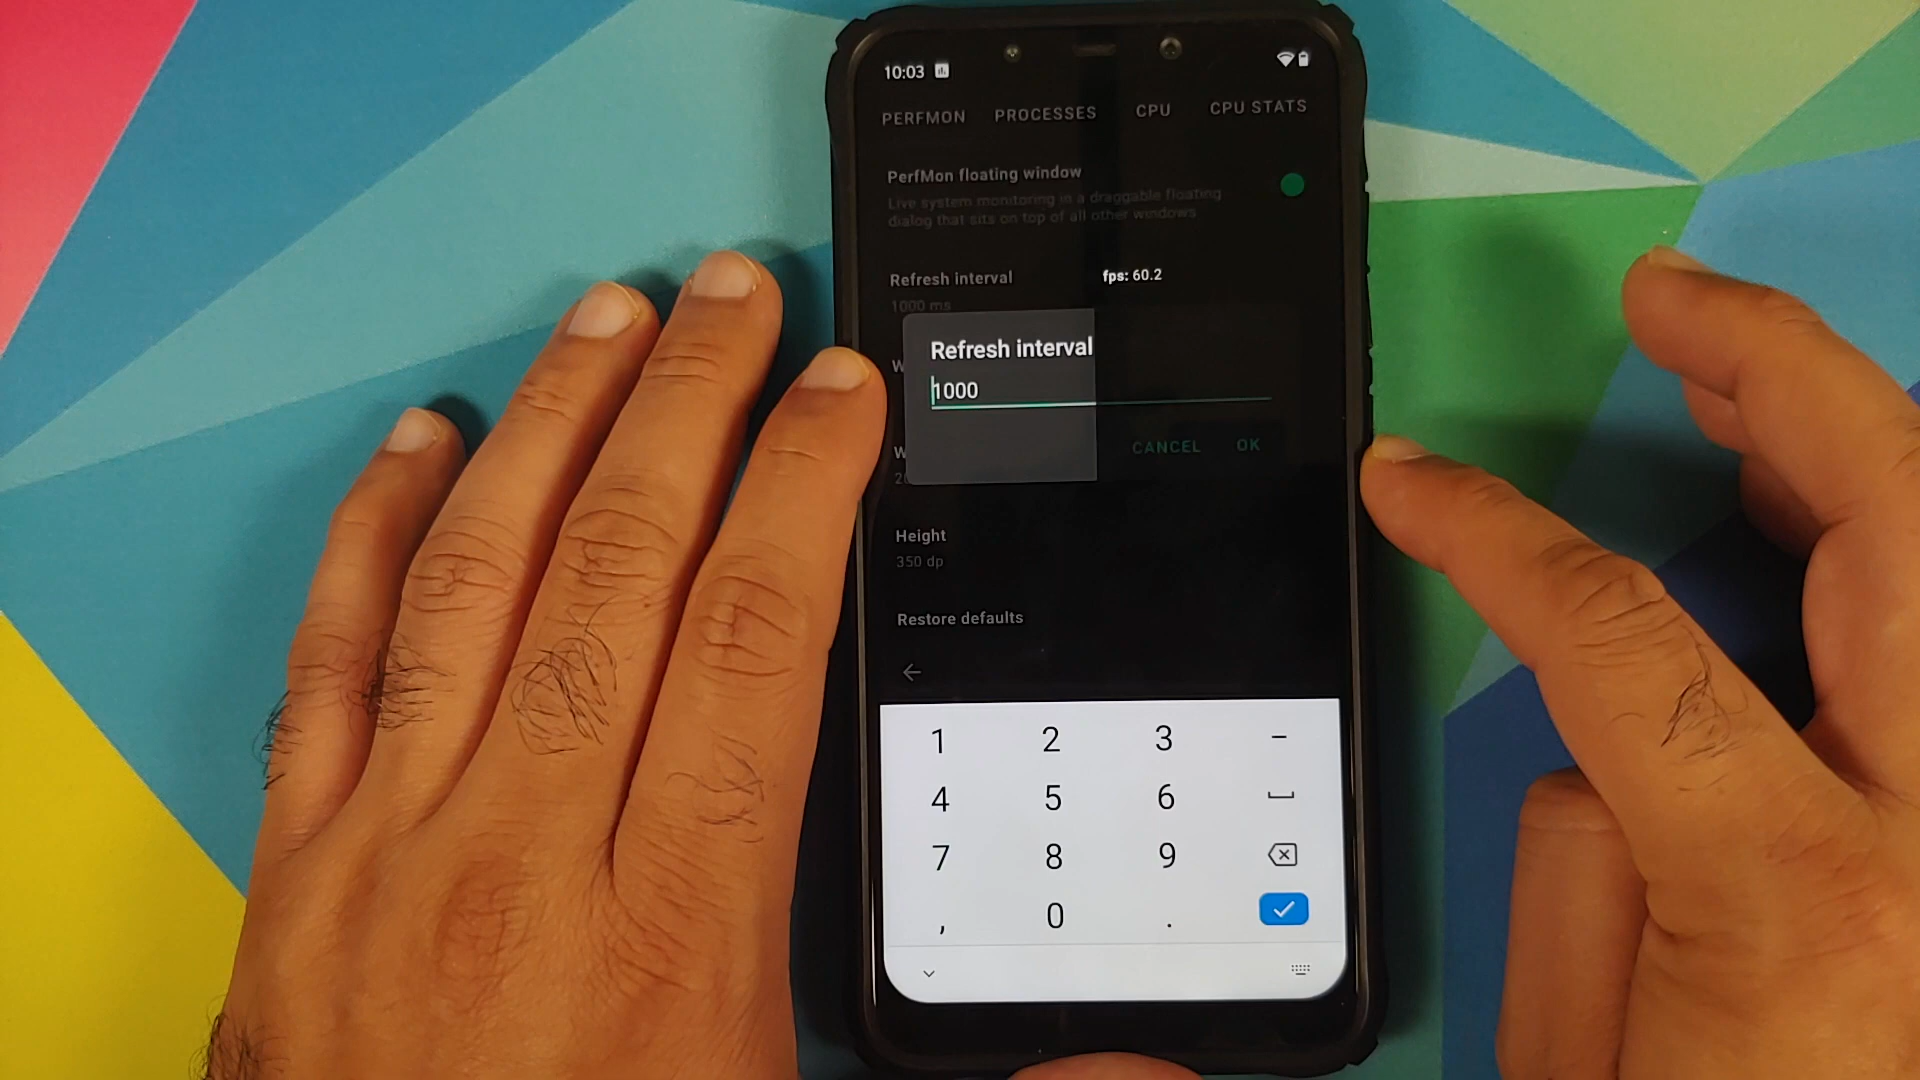 10:03
PERFMON PROCESSES CPU CPU STATS
PerfMon floating window
Live system monitoring in a draggable floating
dialog that sits on top of all other windows
Refresh interval
1000 ms
fps: 60.2
Refresh interval
1000
CANCEL OK
Height
350 dp
Restore defaults
1 2 3 -
4 5 6
7 8 9
, 0 .